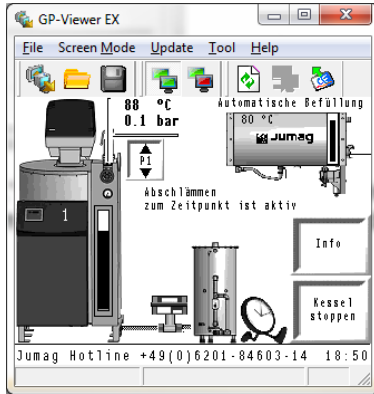 GP-Viewer EX
File Screen Mode Update Tool Help
88 °C
0.1 bar
Automatische Befüllung
80 °C
Jumag
P1
Abschlämmen
zum Zeitpunkt ist aktiv
1
Info
Kessel
stoppen
Jumag Hotline +49(0)6201-84603-14 18:50